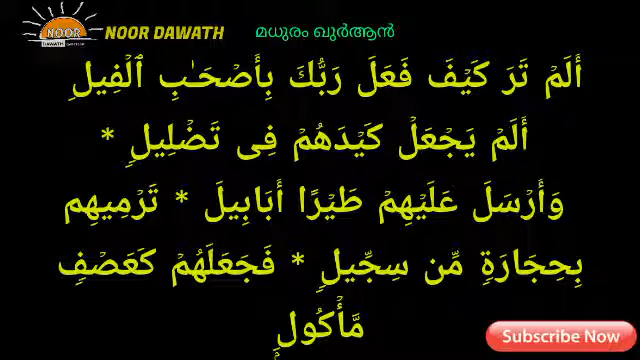 NOOR
DAWATH
NOOR DAWATH
മധുരം ഖുർആൻ
أَلَمۡ تَرَ كَيۡفَ فَعَلَ رَبُّكَ بِأَصۡحَـٰبِ ٱلۡفِيلِ
أَلَمۡ يَجۡعَلۡ كَيۡدَهُمۡ فِى تَضۡلِيلٍ *
وَأَرۡسَلَ عَلَيۡهِمۡ طَيۡرًا أَبَابِيلَ * تَرۡمِيهِم
بِحِجَارَةٍ مِّن سِجِّيلٍ * فَجَعَلَهُمۡ كَعَصۡفٍ
مَّأۡكُولٍ
Subscribe Now